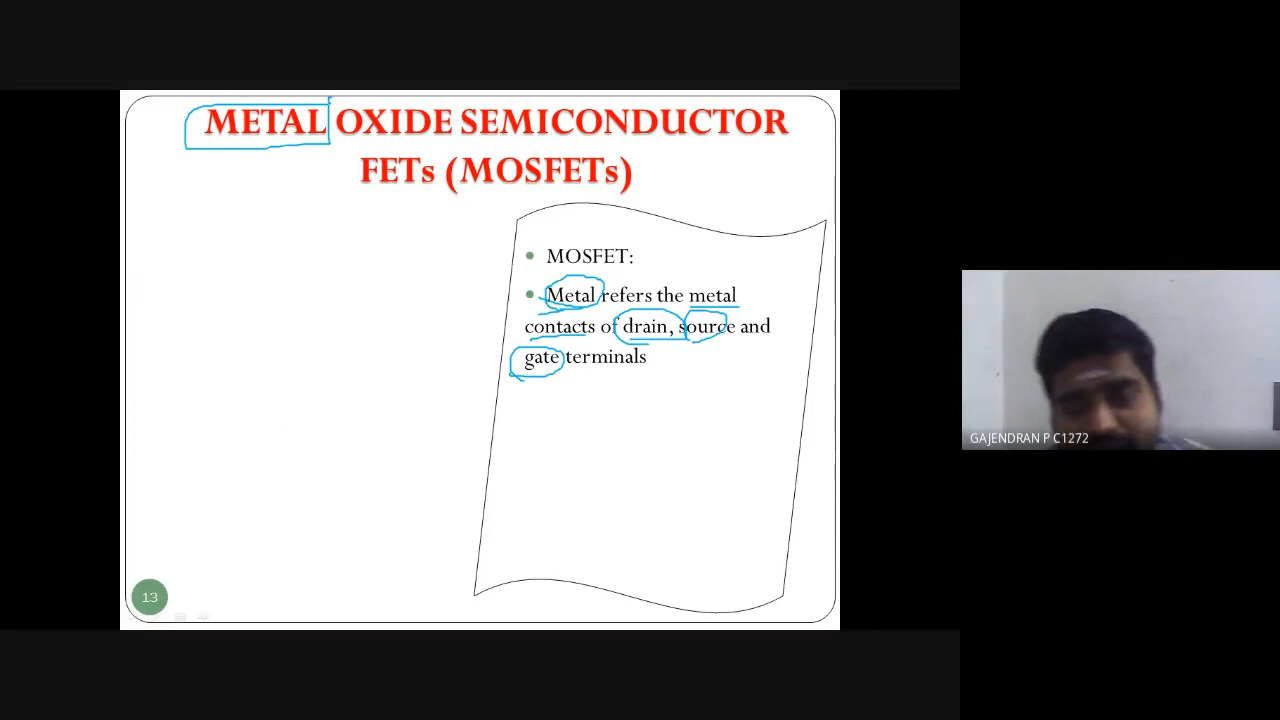 METAL OXIDE SEMICONDUCTOR
FETs (MOSFETs)
MOSFET:
Metal refers the metal
contacts of drain, source and
gate terminals
13
GAJENDRAN P C1272